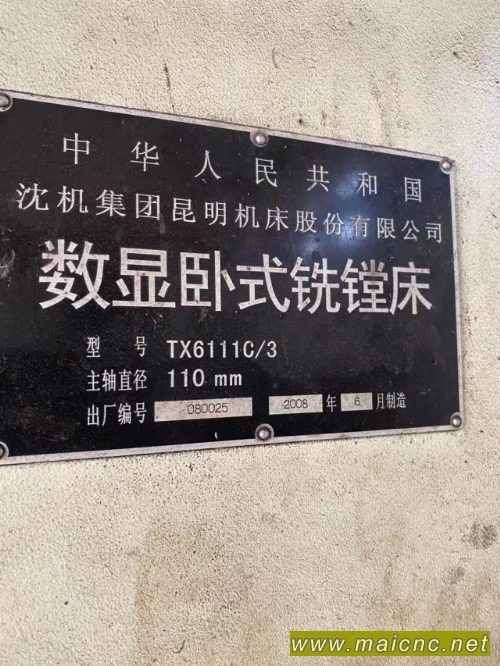 中华人民共和国
沈机集团昆明机床股份有限公司
数显卧式铣镗床
型号 TX6111C/3
主轴直径 110 mm
出厂编号 080025 2008 年 6 月制造
www.maicnc.net